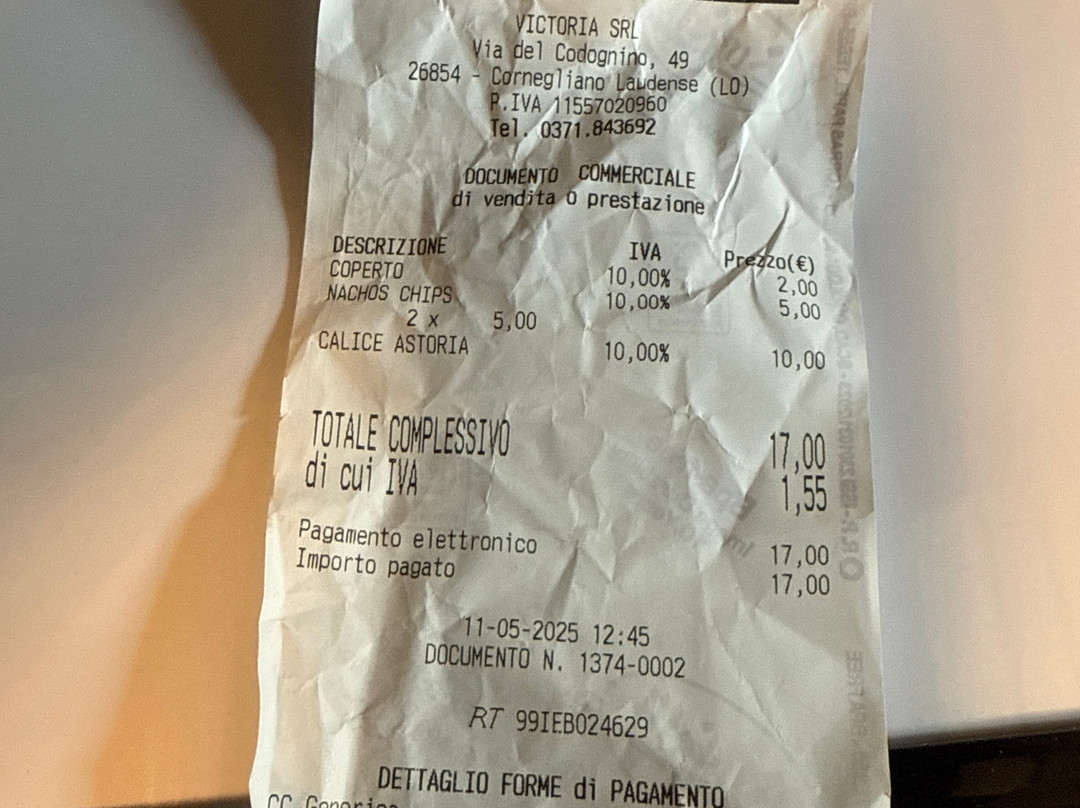 VICTORIA SRL
Via del Codognino, 49
26854 - Cornegliano Laudense (LO)
P.IVA 11557020960
Tel. 0371.843692
DOCUMENTO COMMERCIALE
di vendita o prestazione
DESCRIZIONE IVA Prezzo(€)
COPERTO 10,00% 2,00
NACHOS CHIPS 10,00% 5,00
2 x 5,00
CALICE ASTORIA 10,00% 10,00
TOTALE COMPLESSIVO 17,00
di cui IVA 1,55
Pagamento elettronico 17,00
Importo pagato 17,00
11-05-2025 12:45
DOCUMENTO N. 1374-0002
RT 99IEB024629
DETTAGLIO FORME di PAGAMENTO
CC Generico